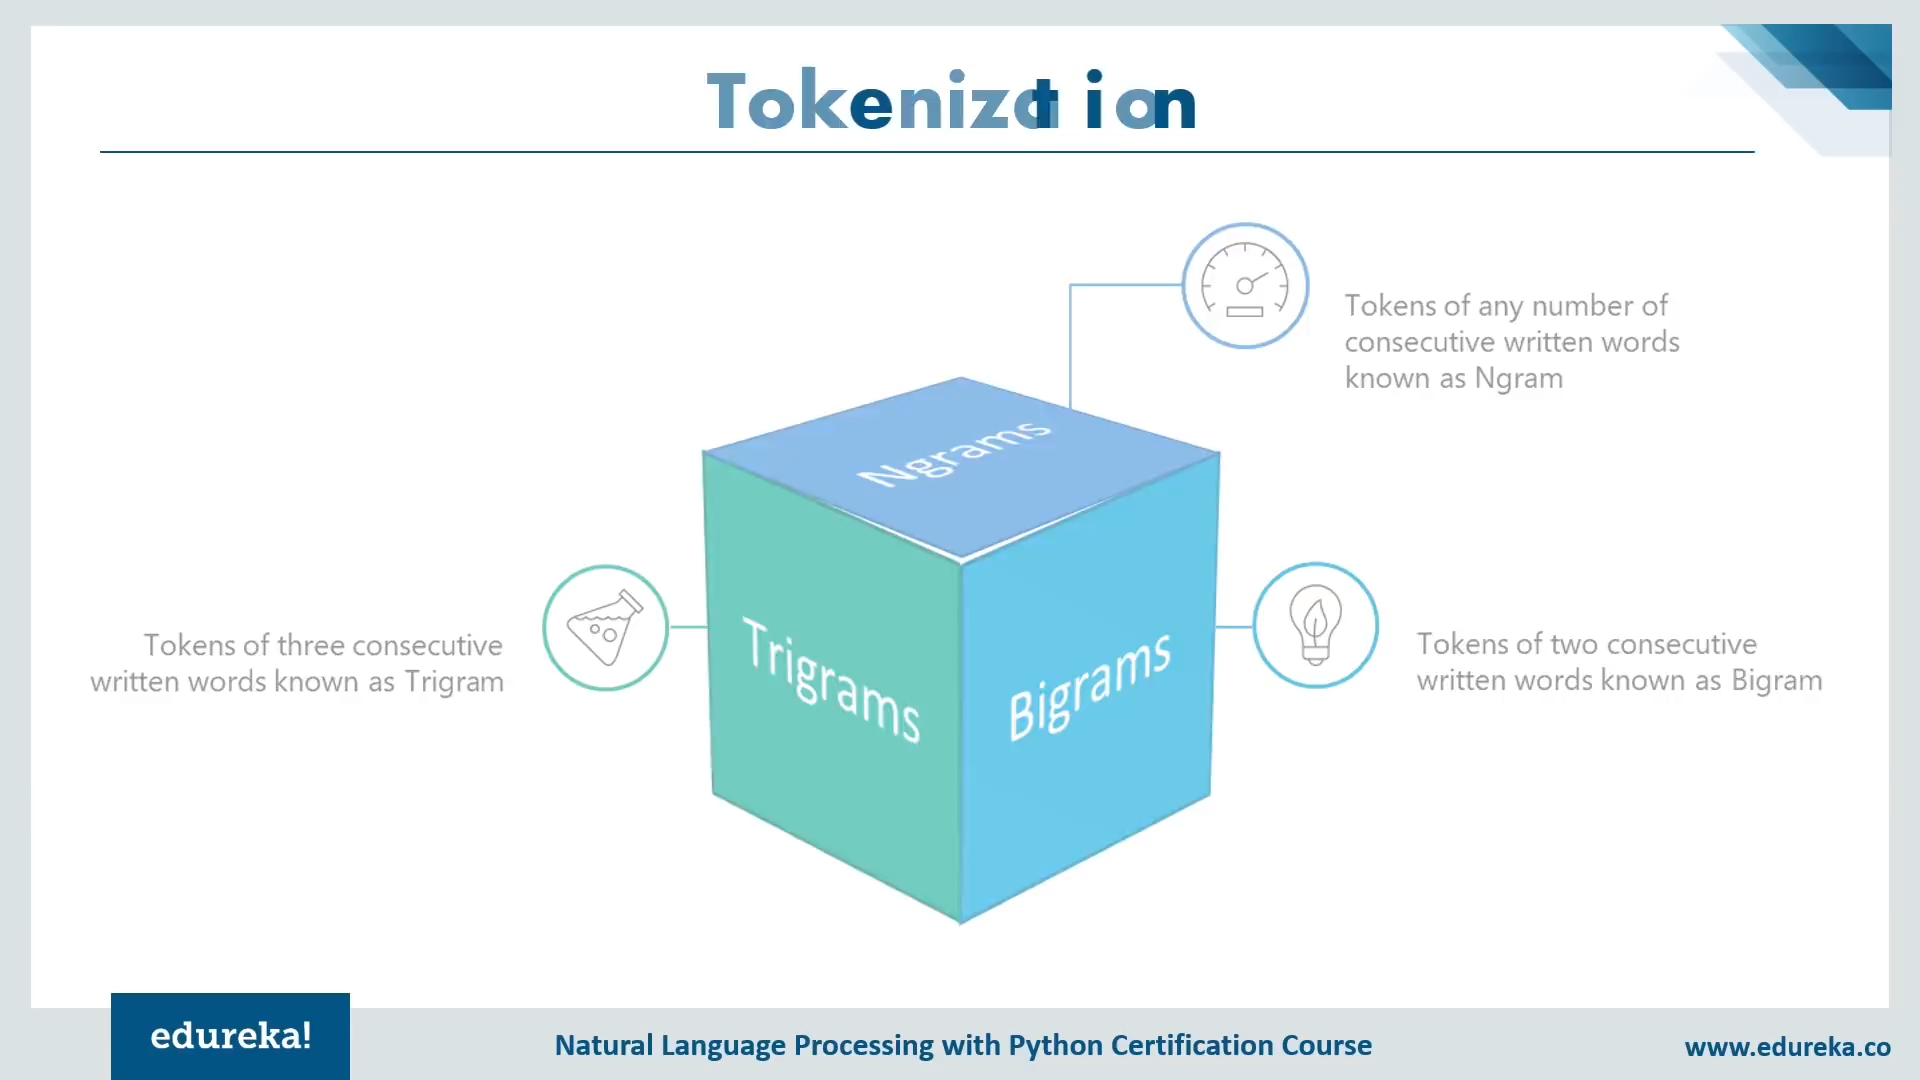 Tokenization
Tokens of any number of
consecutive written words
known as Ngram
Ngrams
Tokens of three consecutive
written words known as Trigram
Trigrams
Bigrams
Tokens of two consecutive
written words known as Bigram
edureka!
Natural Language Processing with Python Certification Course
www.edureka.co